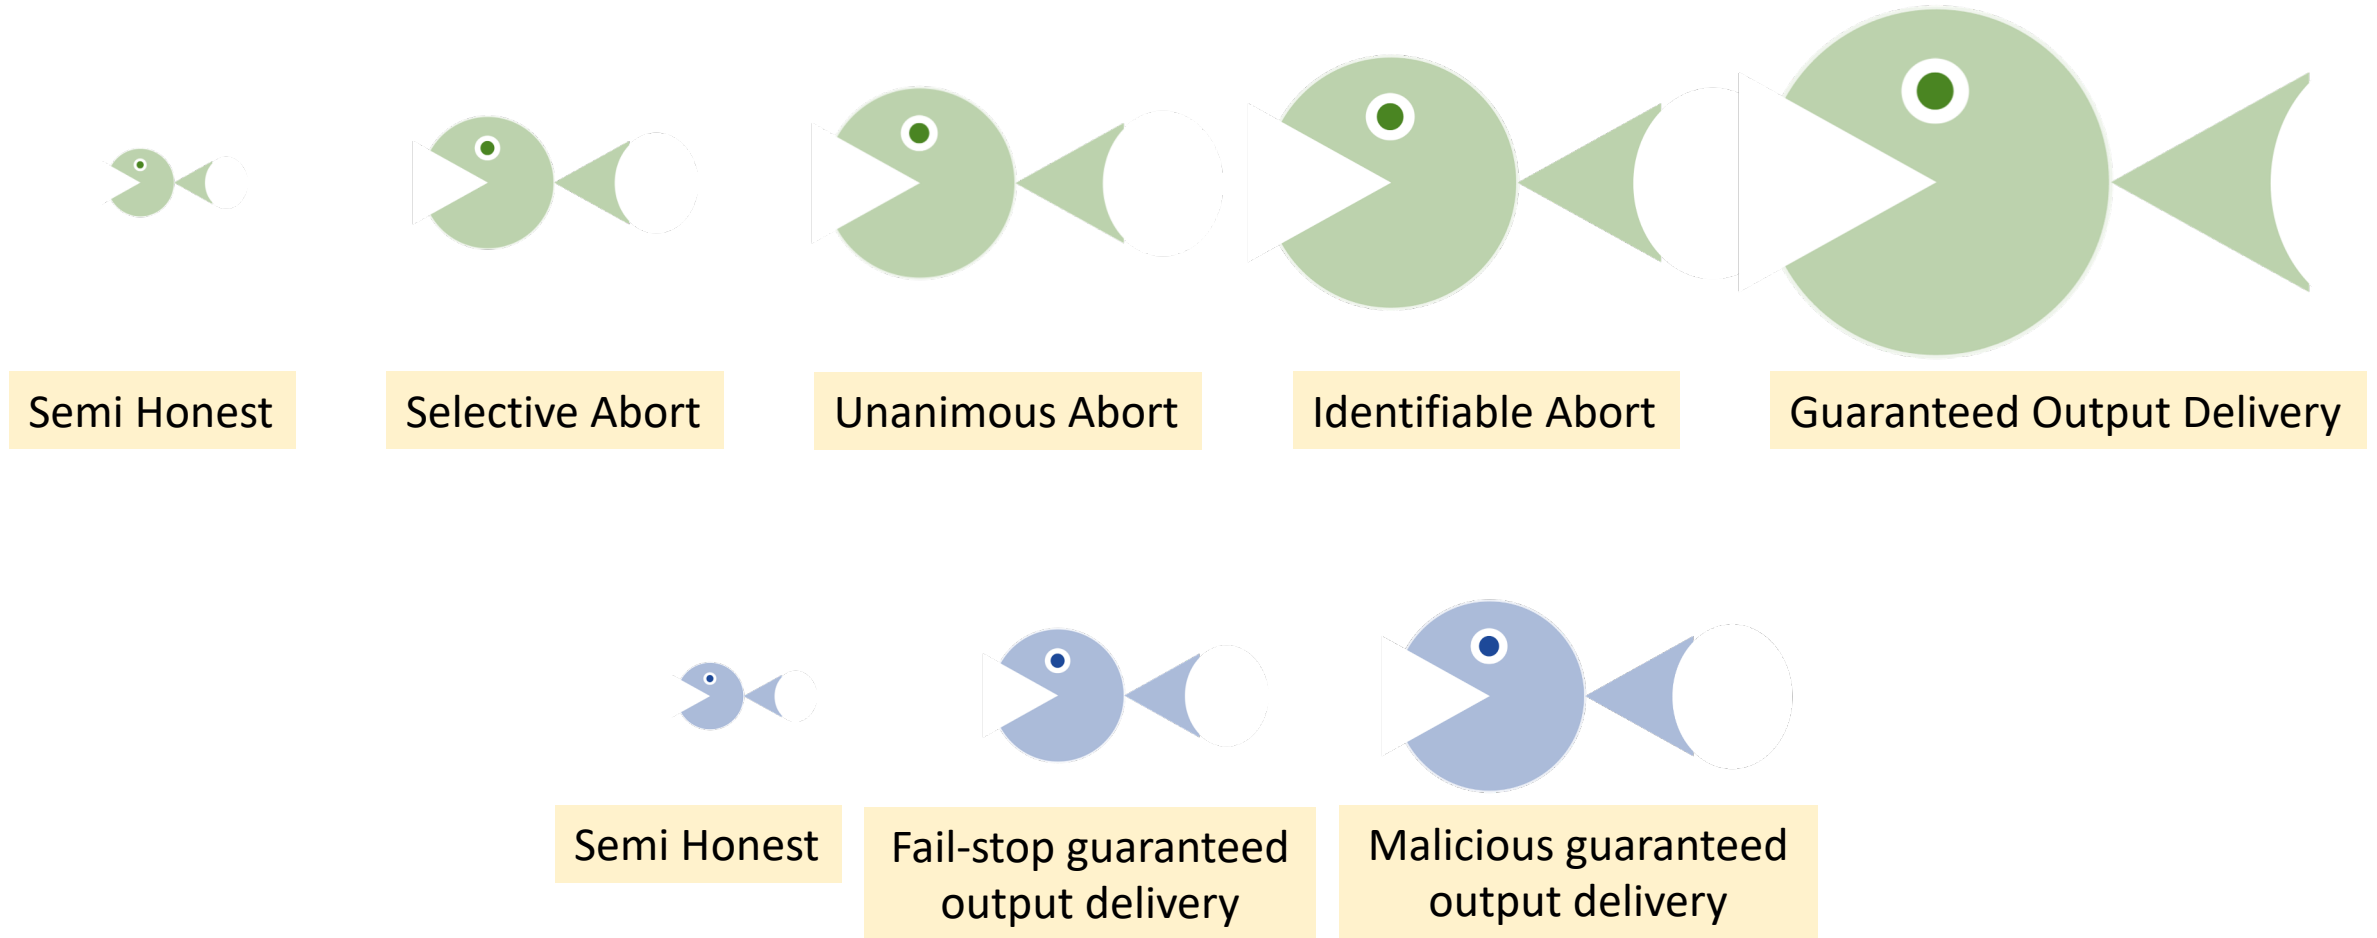 Semi Honest
Selective Abort
Unanimous Abort
Identifiable Abort
Guaranteed Output Delivery
Semi Honest
Fail-stop guaranteed
output delivery
Malicious guaranteed
output delivery